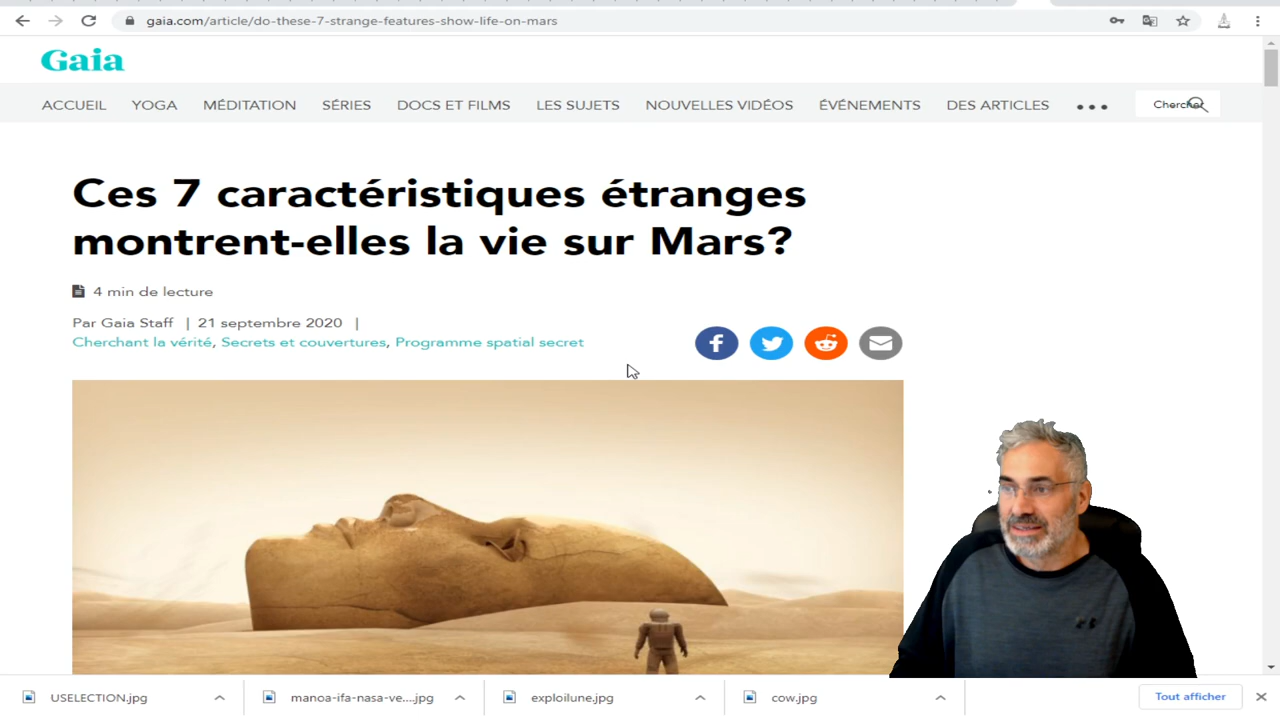 gaia.com/article/do-these-7-strange-features-show-life-on-mars
Gaia
ACCUEIL YOGA MÉDITATION SÉRIES DOCS ET FILMS LES SUJETS NOUVELLES VIDÉOS ÉVÉNEMENTS DES ARTICLES ••• Chercher
Ces 7 caractéristiques étranges
montrent-elles la vie sur Mars?
4 min de lecture
Par Gaia Staff | 21 septembre 2020 |
Cherchant la vérité, Secrets et couvertures, Programme spatial secret
USELECTION.jpg manoa-ifa-nasa-ve....jpg exploilune.jpg cow.jpg Tout afficher